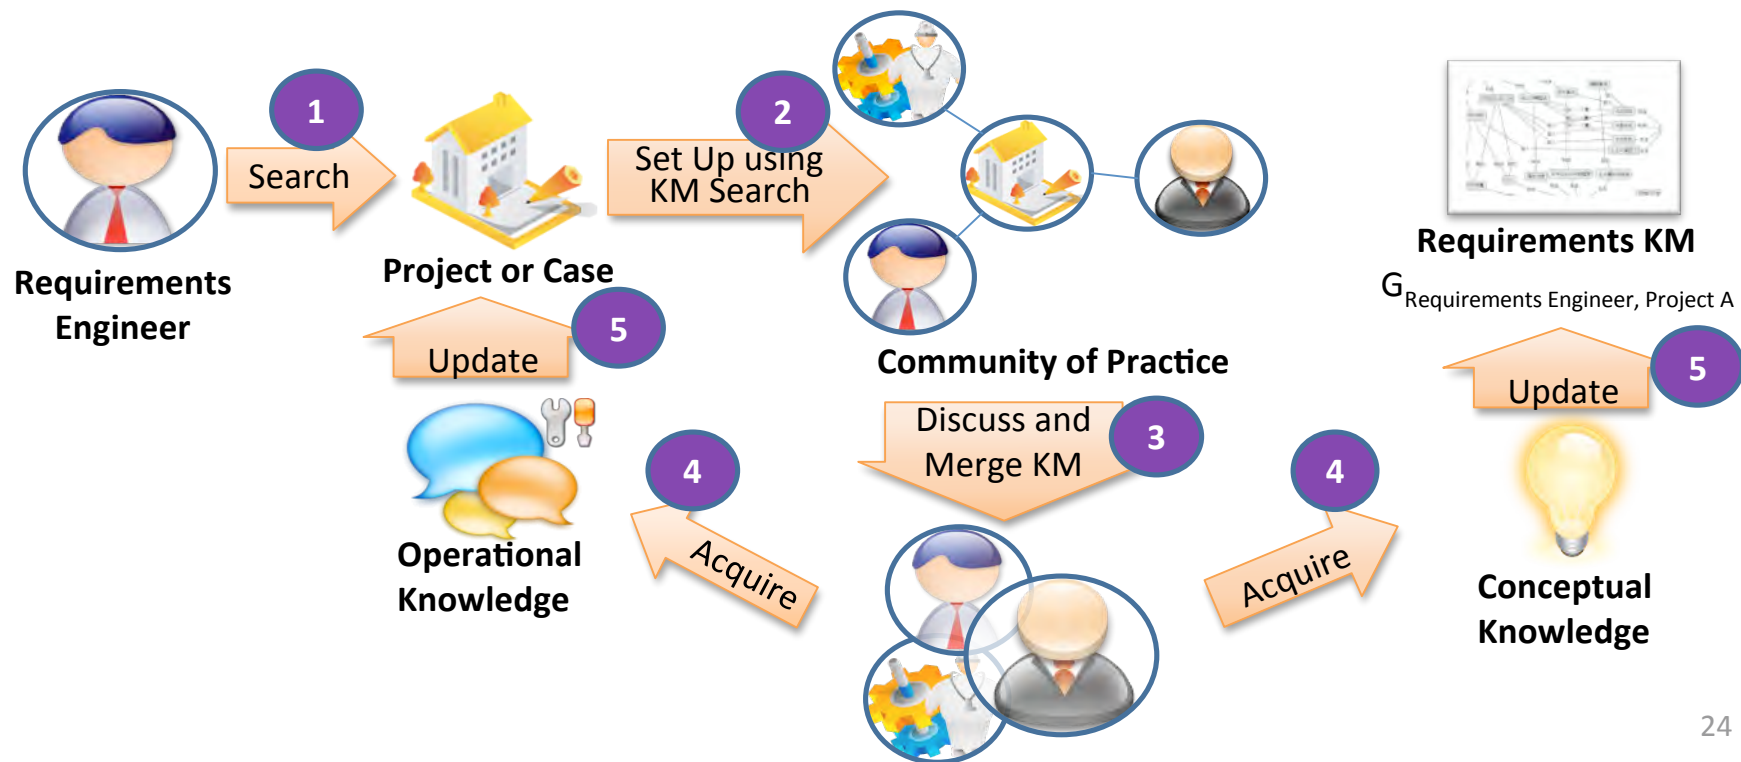 1
Search
Requirements
Engineer
Project or Case
2
Set Up using
KM Search
Community of Practice
Requirements KM
G Requirements Engineer, Project A
5
Update
5
Update
3
Discuss and
Merge KM
4
Acquire
4
Acquire
Operational
Knowledge
Conceptual
Knowledge
24